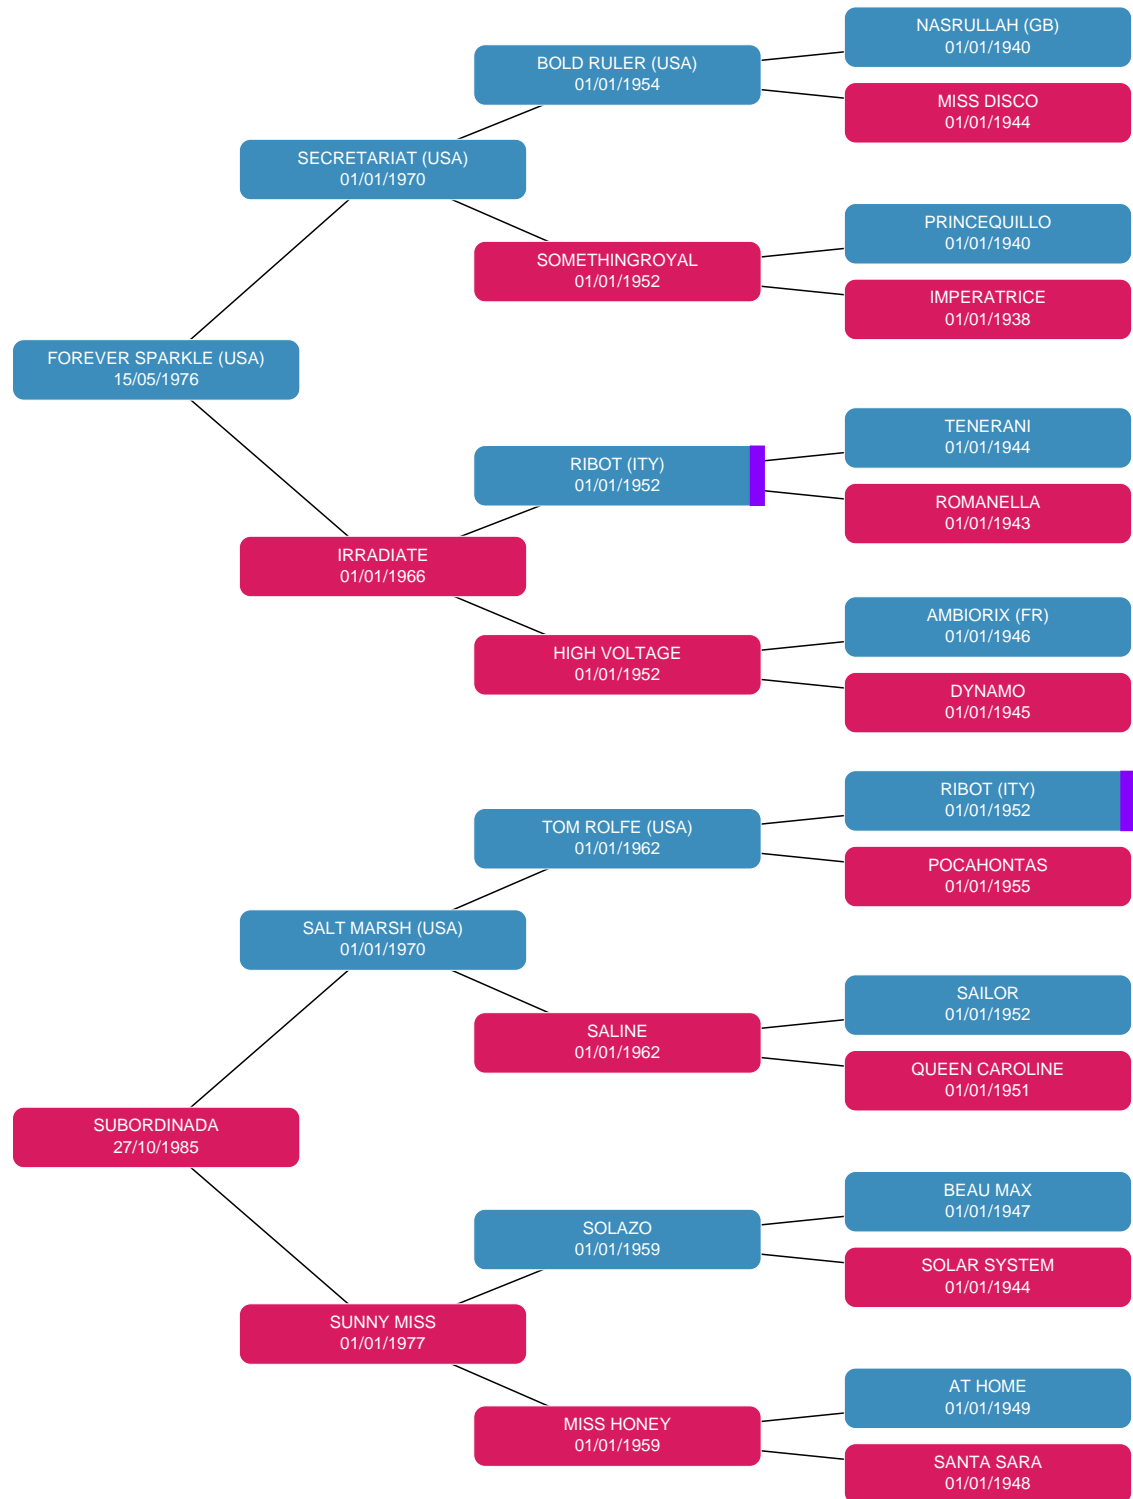 NASRULLAH (GB)
01/01/1940
BOLD RULER (USA)
01/01/1954
MISS DISCO
01/01/1944
SECRETARIAT (USA)
01/01/1970
PRINCEQUILLO
01/01/1940
SOMETHINGROYAL
01/01/1952
IMPERATRICE
01/01/1938
FOREVER SPARKLE (USA)
15/05/1976
TENERANI
01/01/1944
RIBOT (ITY)
01/01/1952
ROMANELLA
01/01/1943
IRRADIATE
01/01/1966
AMBIORIX (FR)
01/01/1946
HIGH VOLTAGE
01/01/1952
DYNAMO
01/01/1945
RIBOT (ITY)
01/01/1952
TOM ROLFE (USA)
01/01/1962
POCAHONTAS
01/01/1955
SALT MARSH (USA)
01/01/1970
SAILOR
01/01/1952
SALINE
01/01/1962
QUEEN CAROLINE
01/01/1951
SUBORDINADA
27/10/1985
BEAU MAX
01/01/1947
SOLAZO
01/01/1959
SOLAR SYSTEM
01/01/1944
SUNNY MISS
01/01/1977
AT HOME
01/01/1949
MISS HONEY
01/01/1959
SANTA SARA
01/01/1948